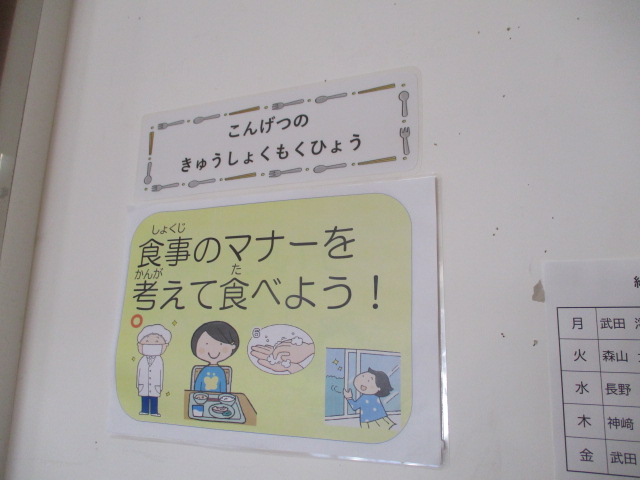 こんげつの
きゅうしょくもくひょう
しょくじ
食事のマナーを
かんが た
考えて食べよう！
月 武田
火 森山
水 長野
木 神崎
金 武田